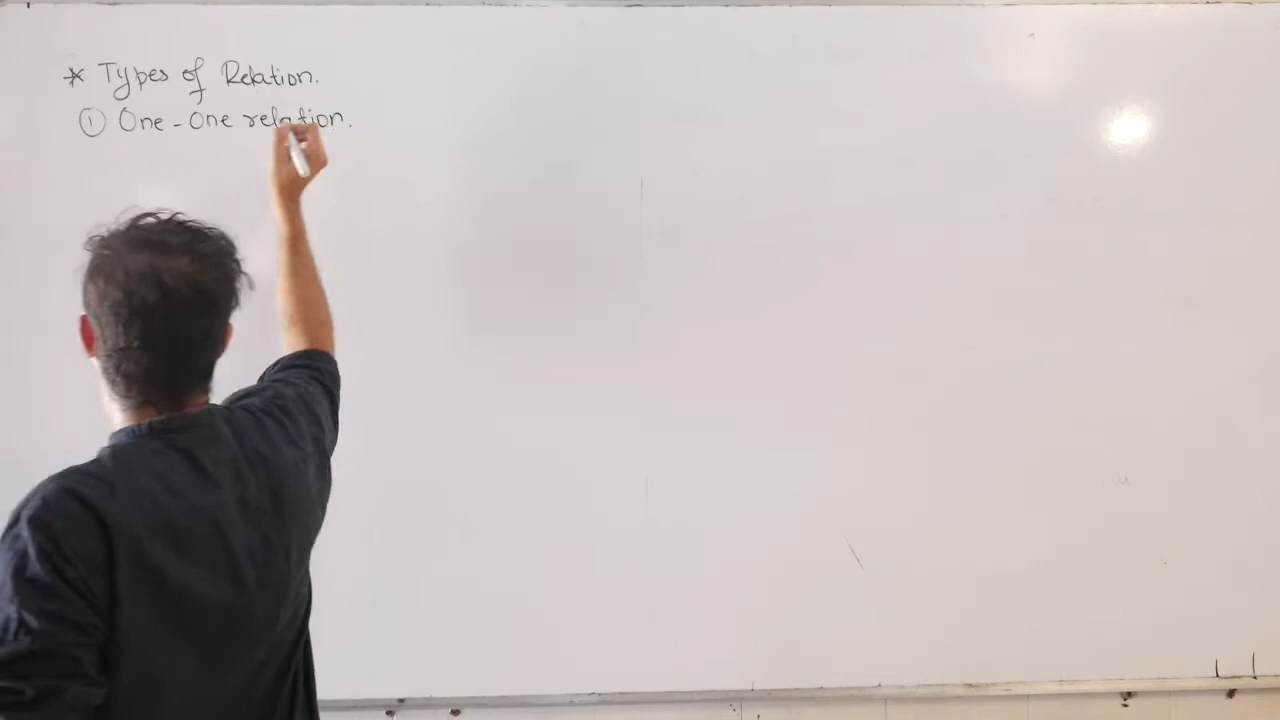 * Types of Relation.
① One-One relation.